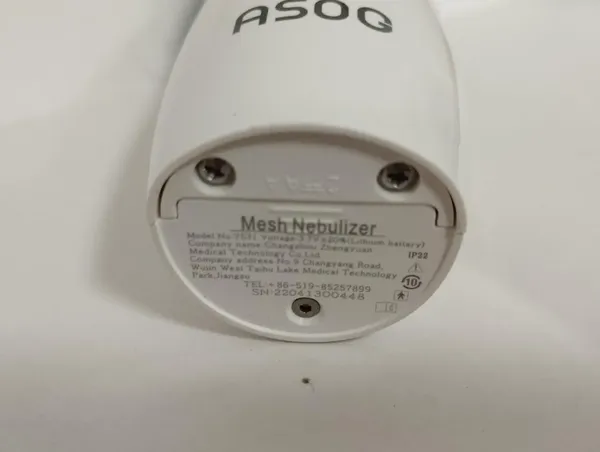 ASOG
Mesh Nebulizer
Model No: Voltage:3.7V±20%(Lithium battery)
Company name:Changzhou Zhengyuan
Medical Technology Co.Ltd
Company address:No.9 Changyang Road,
Wujin West Taihu Lake Medical Technology
Park,Jiangsu
TEL:+86-519-85257899
SN:22041300448
IP22
10